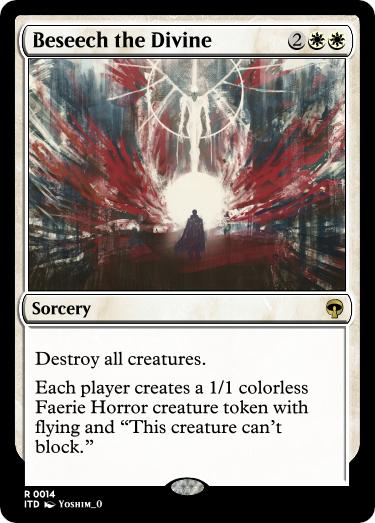 Beseech the Divine 2
Sorcery
Destroy all creatures.
Each player creates a 1/1 colorless
Faerie Horror creature token with
flying and “This creature can’t
block.”
R 0014
ITD Yoshim_0